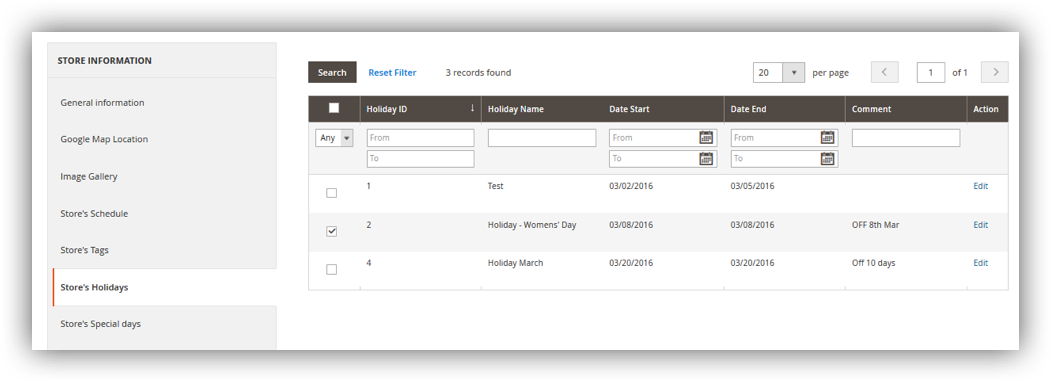 STORE INFORMATION
General information
Google Map Location
Image Gallery
Store's Schedule
Store's Tags
Store's Holidays
Store's Special days
Search Reset Filter 3 records found 20 per page 1 of 1
Holiday ID ↓ Holiday Name Date Start Date End Comment Action
Any From From From
To To To
1 Test 03/02/2016 03/05/2016 Edit
2 Holiday - Womens' Day 03/08/2016 03/08/2016 OFF 8th Mar Edit
4 Holiday March 03/20/2016 03/20/2016 Off 10 days Edit